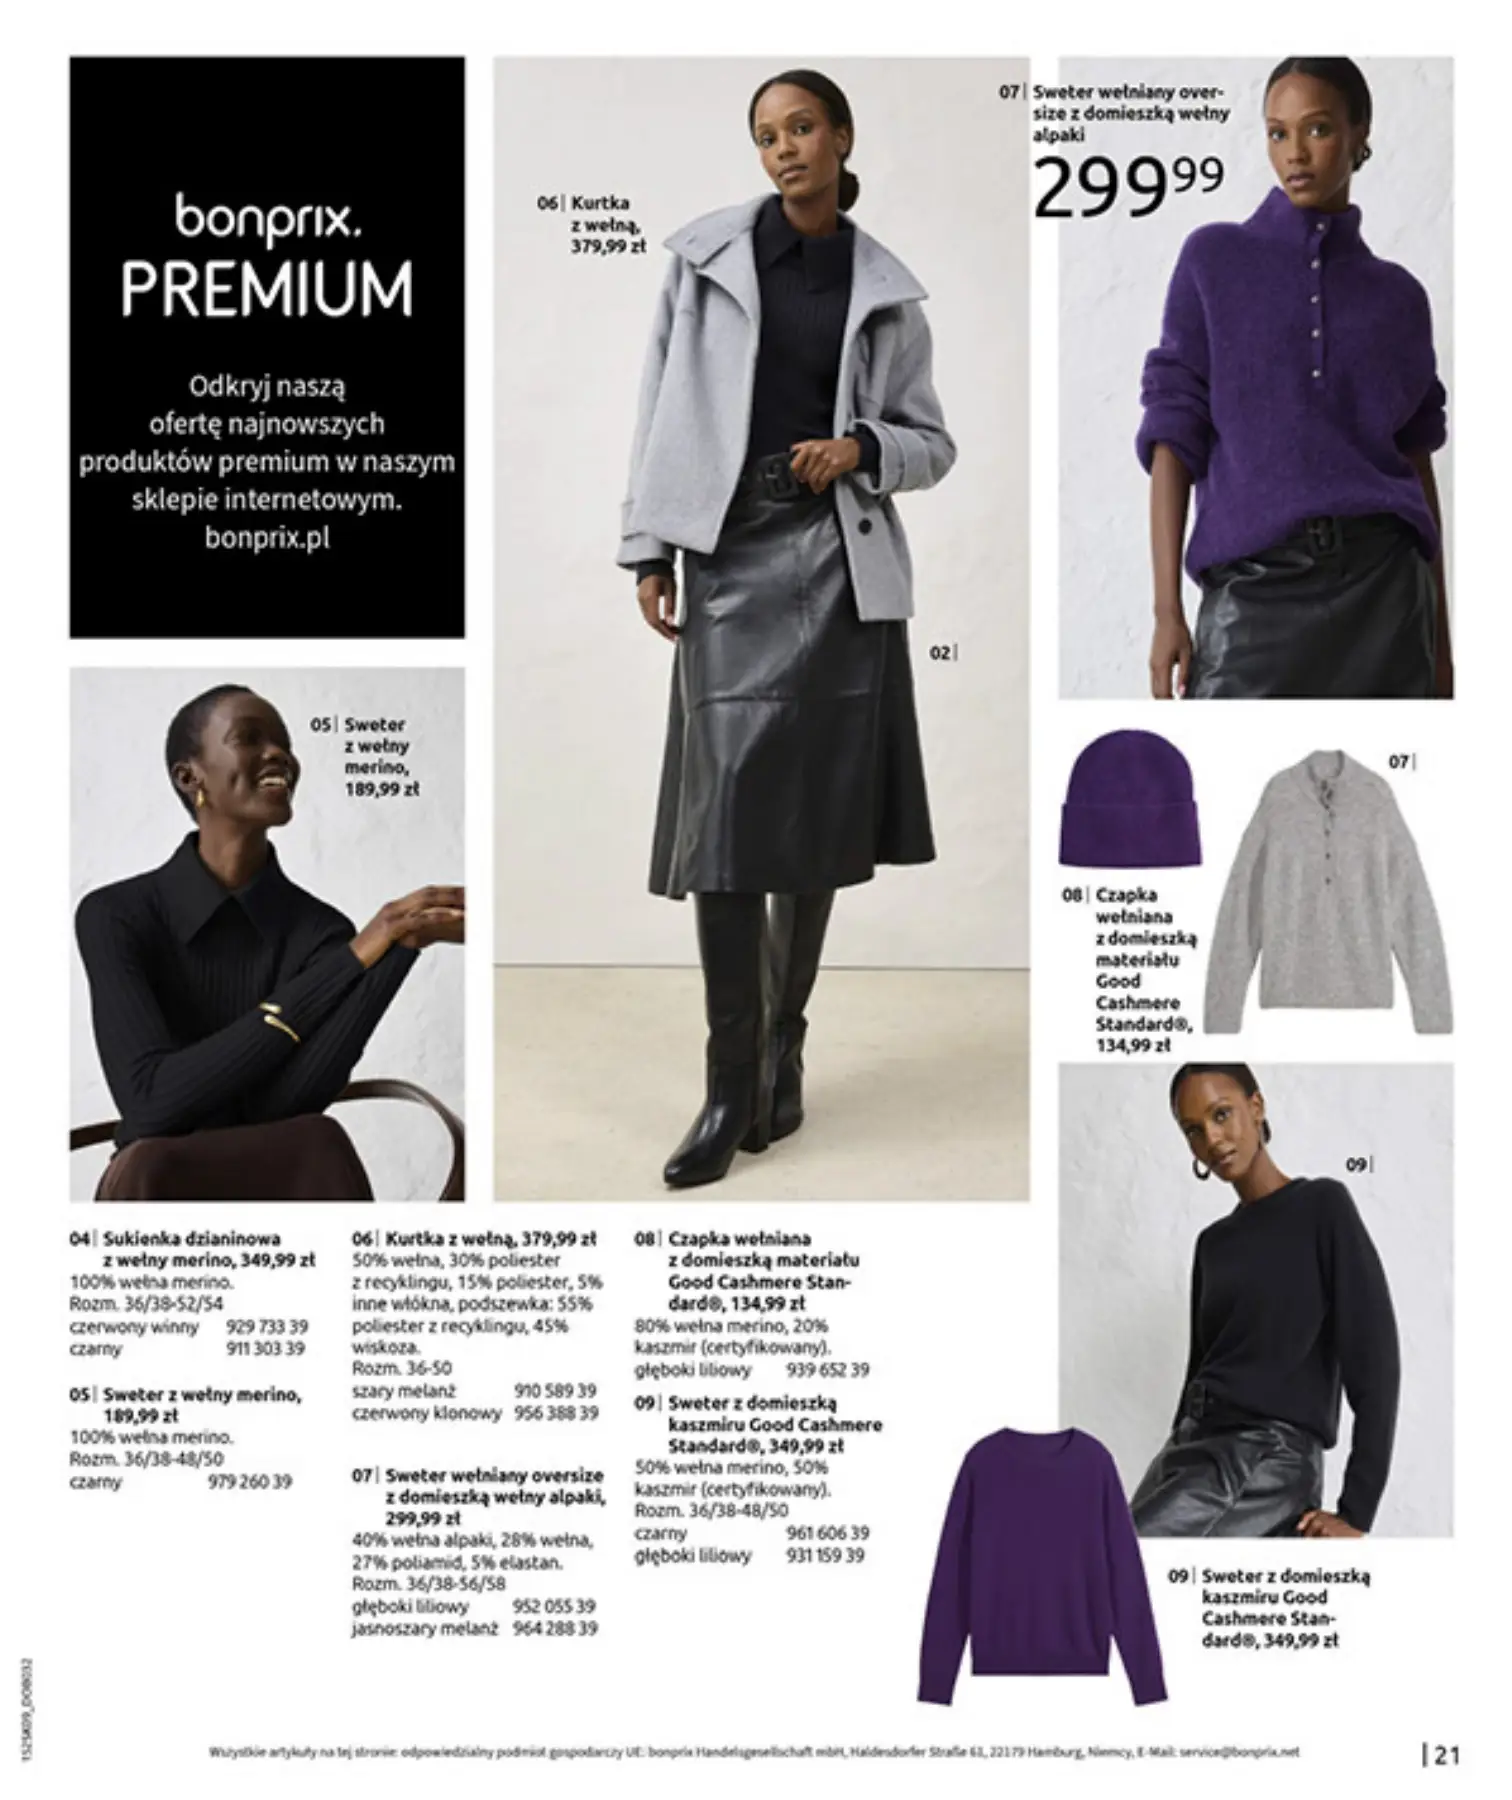 bonprix.
PREMIUM
Odkryj naszą
ofertę najnowszych
produktów premium w naszym
sklepie internetowym.
bonprix.pl
06| Kurtka
z wełną,
379,99 zł
02|
07| Sweter wełniany over-
size z domieszką wełny
alpaki
299 99
05| Sweter
z wełny
merino,
189,99 zł
07|
08| Czapka
wełniana
z domieszką
materiału
Good
Cashmere
Standard®,
134,99 zł
09|
09| Sweter z domieszką
kaszmiru Good
Cashmere Stan-
dard®, 349,99 zł
04| Sukienka dzianinowa
z wełny merino, 349,99 zł
100% wełna merino.
Rozm. 36/38-52/54
czerwony winny 929 733 39
czarny 911 303 39
05| Sweter z wełny merino,
189,99 zł
100% wełna merino.
Rozm. 36/38-48/50
czarny 979 260 39
06| Kurtka z wełną, 379,99 zł
50% wełna, 30% poliester
z recyklingu, 15% poliester, 5%
inne włókna, podszewka: 55%
poliester z recyklingu, 45%
wiskoza.
Rozm. 36-50
szary melanż 910 589 39
czerwony klonowy 956 388 39
07| Sweter wełniany oversize
z domieszką wełny alpaki,
299,99 zł
40% wełna alpaki, 28% wełna,
27% poliamid, 5% elastan.
Rozm. 36/38-56/58
głęboki liliowy 952 055 39
jasnoszary melanż 964 288 39
08| Czapka wełniana
z domieszką materiału
Good Cashmere Stan-
dard®, 134,99 zł
80% wełna merino, 20%
kaszmir (certyfikowany).
głęboki liliowy 939 652 39
09| Sweter z domieszką
kaszmiru Good Cashmere
Standard®, 349,99 zł
50% wełna merino, 50%
kaszmir (certyfikowany).
Rozm. 36/38-48/50
czarny 961 606 39
głęboki liliowy 931 159 39
152SK09_DOB032
Wszystkie artykuły na tej stronie: odpowiedzialny podmiot gospodarczy UE: bonprix Handelsgesellschaft mbH, Haldesdorfer Straße 61, 22179 Hamburg, Niemcy, E-Mail: service@bonprix.net
| 21